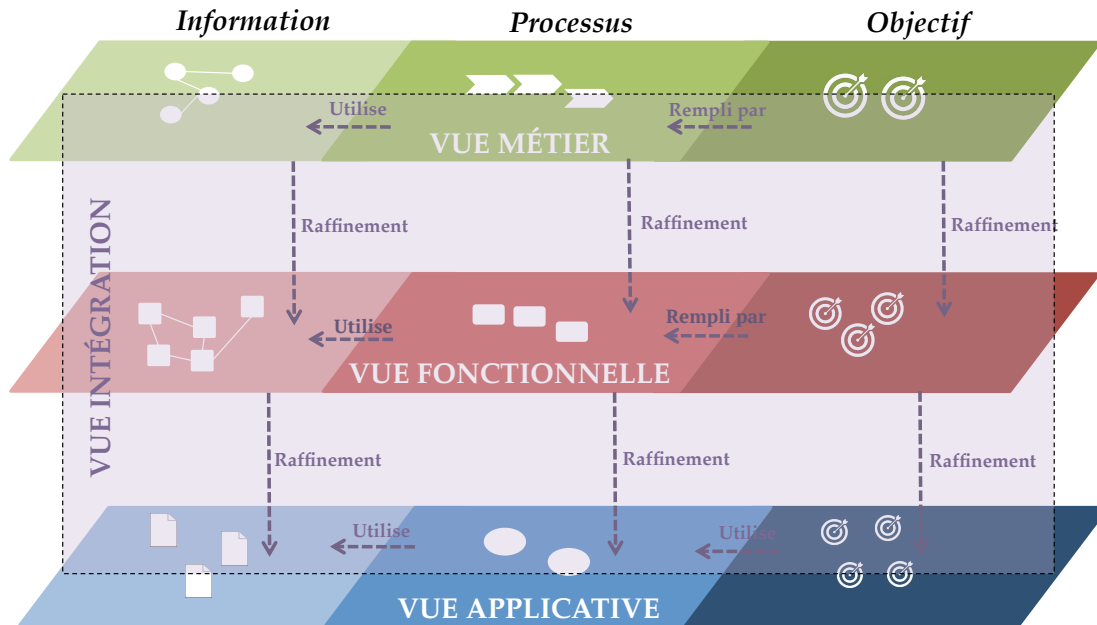 Information
Processus
Objectif
Utilise
Rempli par
VUE MÉTIER
Raffinement
Raffinement
Raffinement
VUE INTÉGRATION
Utilise
Rempli par
VUE FONCTIONNELLE
Raffinement
Raffinement
Raffinement
Utilise
Utilise
VUE APPLICATIVE